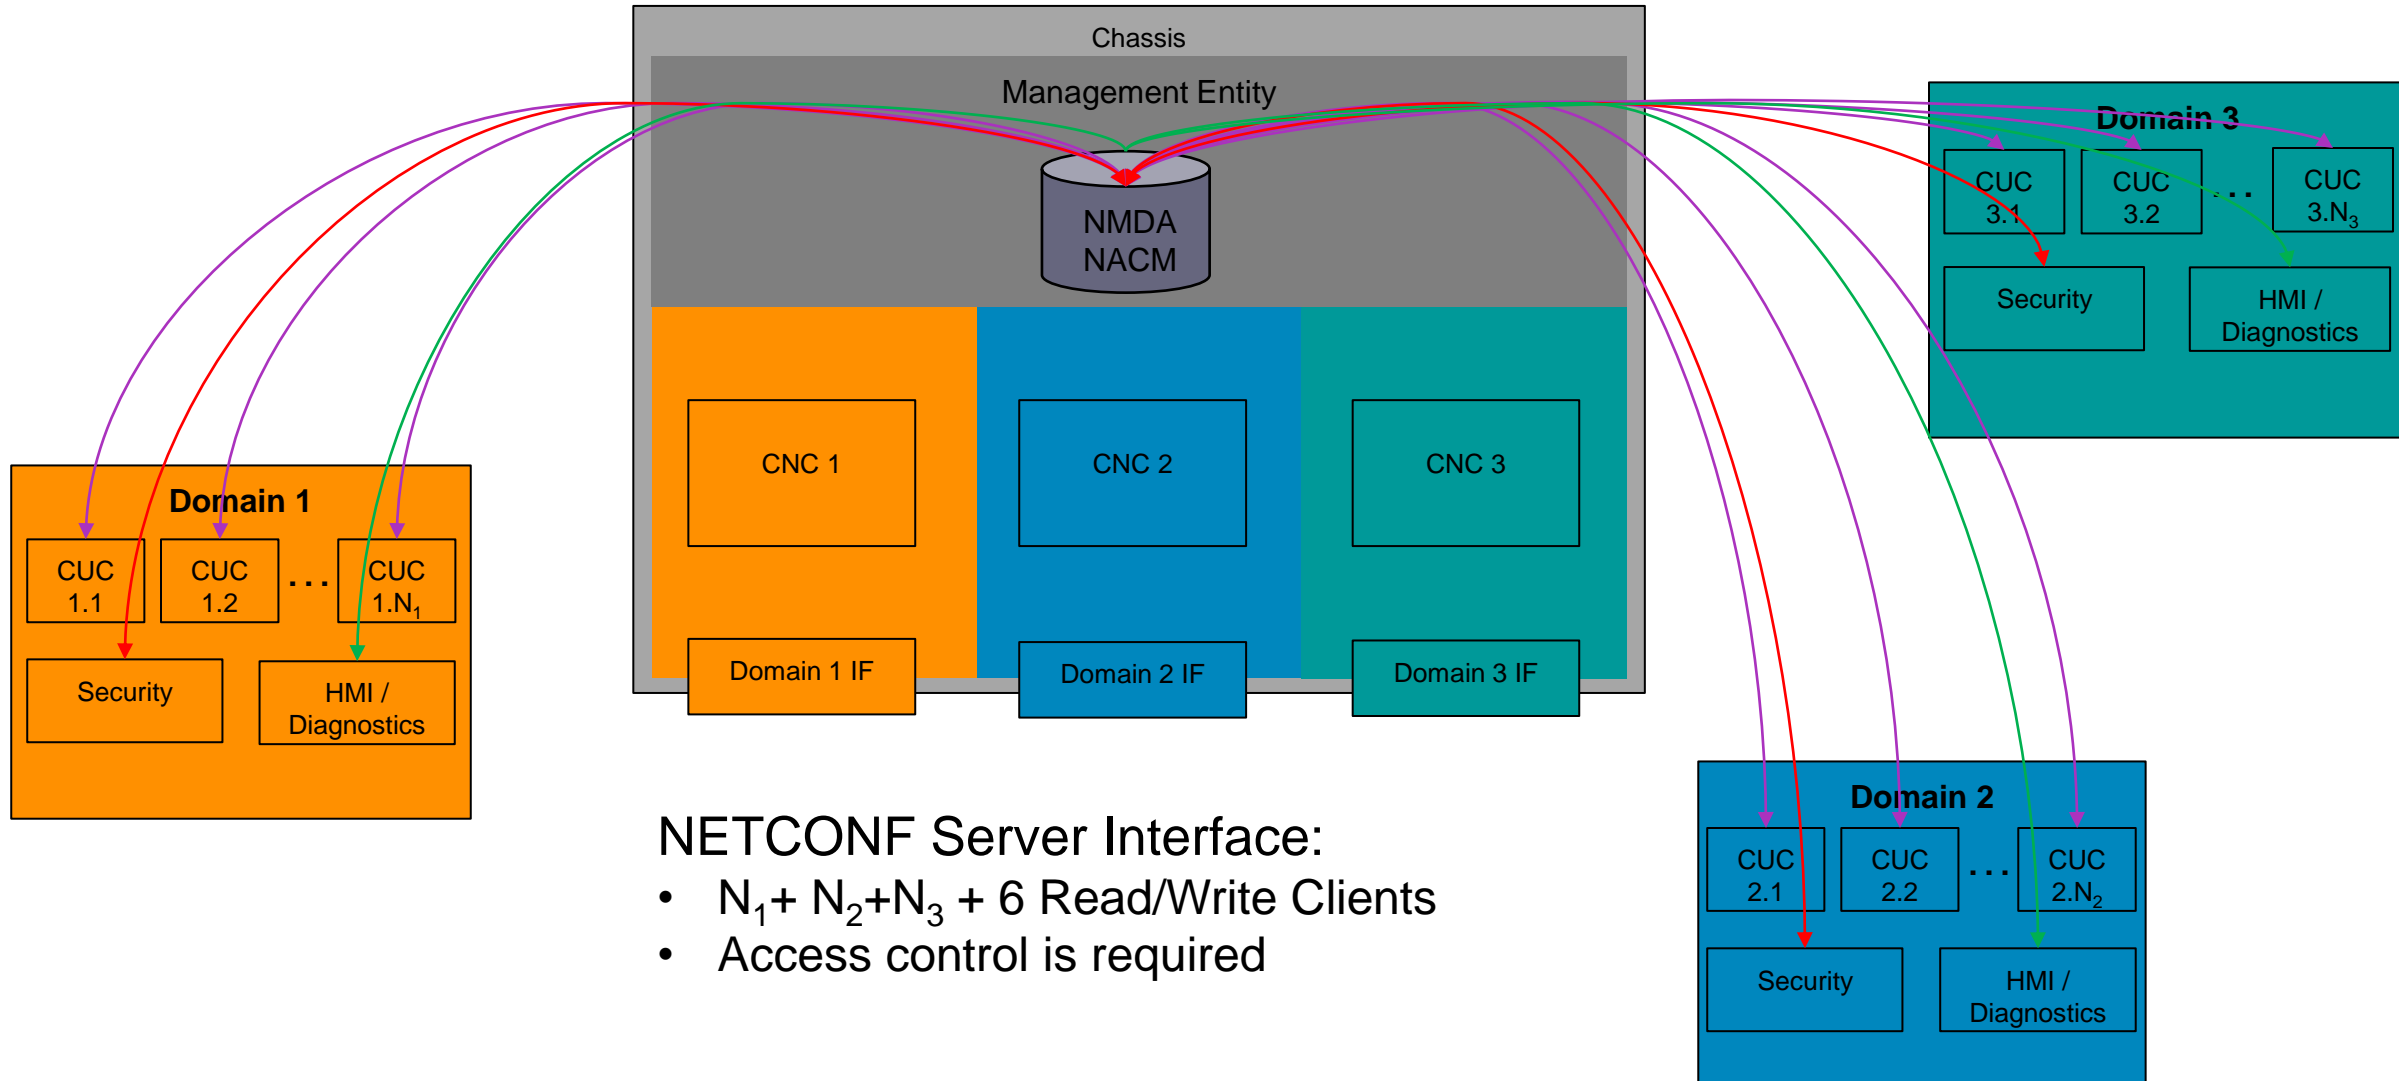 Chassis
Management Entity
NMDA
NACM
CNC 1
CNC 2
CNC 3
Domain 1 IF
Domain 2 IF
Domain 3 IF
Domain 1
CUC
1.1
CUC
1.2
. . .
CUC
1.N₁
Security
HMI /
Diagnostics
Domain 3
CUC
3.1
CUC
3.2
. . .
CUC
3.N₃
Security
HMI /
Diagnostics
NETCONF Server Interface:
• N₁+ N₂+N₃ + 6 Read/Write Clients
• Access control is required
Domain 2
CUC
2.1
CUC
2.2
. . .
CUC
2.N₂
Security
HMI /
Diagnostics